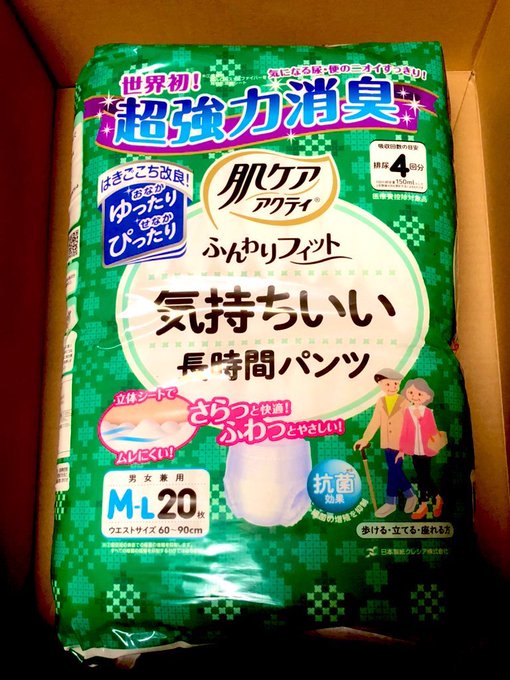 世界初!
気になる尿・便のニオイすっきり!
超強力消臭
はきごこち改良!
おなか
ゆったり
せなか
ぴったり
肌ケア
アクティ®
ふんわりフィット
吸収回数の目安
排尿4回分
医療費控除対象品
気持ちいい
長時間パンツ
立体シートで
ムレにくい!
さらっと快適!
ふわっとやさしい!
男女兼用
M-L20枚
ウエストサイズ 60~90cm
抗菌
効果
歩ける・立てる・座れる方
日本製紙クレシア株式会社